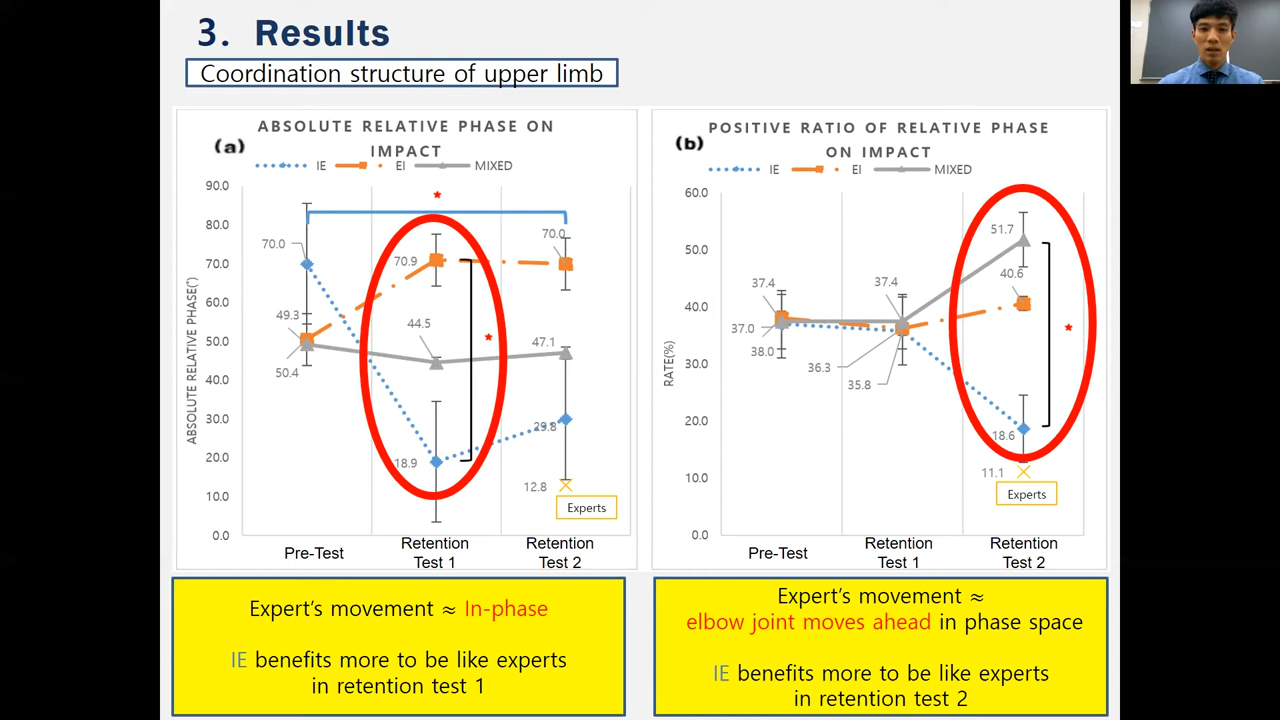 3. Results
Coordination structure of upper limb
(a)
ABSOLUTE RELATIVE PHASE ON
IMPACT
IE EI MIXED
90.0
80.0
70.0
60.0
50.0
40.0
30.0
20.0
10.0
0.0
ABSOLUTE RELATIVE PHASE(°)
70.0
49.3
50.4
70.9
44.5
18.9
70.0
47.1
29.8
12.8
Experts
Pre-Test
Retention
Test 1
Retention
Test 2
(b)
POSITIVE RATIO OF RELATIVE PHASE
ON IMPACT
IE EI MIXED
60.0
50.0
40.0
30.0
20.0
10.0
0.0
RATE(%)
37.4
37.0
38.0
37.4
36.3
35.8
51.7
40.6
18.6
11.1
Experts
Pre-Test
Retention
Test 1
Retention
Test 2
Expert's movement ≈ In-phase
IE benefits more to be like experts
in retention test 1
Expert's movement ≈
elbow joint moves ahead in phase space
IE benefits more to be like experts
in retention test 2